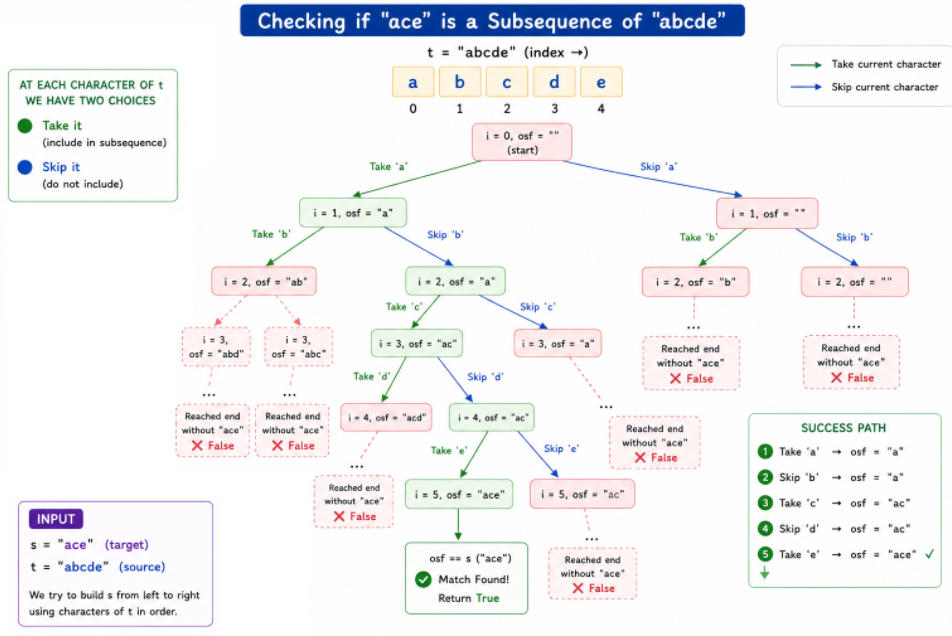 Checking if "ace" is a Subsequence of "abcde"
t = "abcde" (index →)
a b c d e
0 1 2 3 4
AT EACH CHARACTER OF t
WE HAVE TWO CHOICES
Take it
(include in subsequence)
Skip it
(do not include)
Take current character
Skip current character
i = 0, osf = ""
(start)
Take 'a'
Skip 'a'
i = 1, osf = "a"
i = 1, osf = ""
Take 'b'
Skip 'b'
Take 'b'
Skip 'b'
i = 2, osf = "ab"
i = 2, osf = "a"
i = 2, osf = "b"
i = 2, osf = ""
Take 'c'
Skip 'c'
i = 3,
osf = "abd"
i = 3,
osf = "abc"
i = 3, osf = "ac"
i = 3, osf = "a"
...
...
Reached end
without "ace"
❌ False
Reached end
without "ace"
❌ False
Take 'd'
Skip 'd'
...
...
...
Reached end
without "ace"
❌ False
Reached end
without "ace"
❌ False
i = 4, osf = "acd"
i = 4, osf = "ac"
Reached end
without "ace"
❌ False
Take 'e'
Skip 'e'
...
Reached end
without "ace"
❌ False
i = 5, osf = "ace"
i = 5, osf = "ac"
...
osf == s ("ace")
Match Found!
Return True
Reached end
without "ace"
❌ False
SUCCESS PATH
1 Take 'a' → osf = "a"
2 Skip 'b' → osf = "a"
3 Take 'c' → osf = "ac"
4 Skip 'd' → osf = "ac"
5 Take 'e' → osf = "ace" ✓
INPUT
s = "ace" (target)
t = "abcde" (source)
We try to build s from left to right
using characters of t in order.